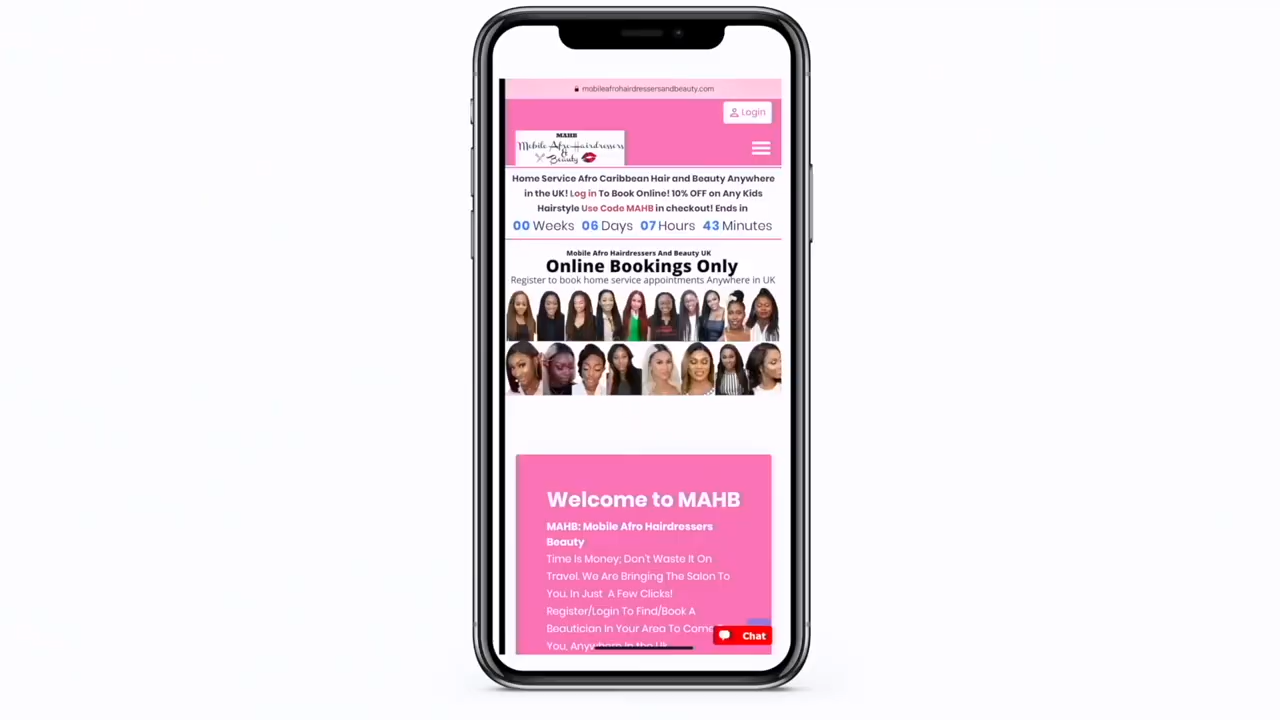 mobileafrohairdressersandbeauty.com
Login
MAHB
Mobile Afro Hairdressers
&
Beauty
Home Service Afro Caribbean Hair and Beauty Anywhere
in the UK! Log in To Book Online! 10% OFF on Any Kids
Hairstyle Use Code MAHB in checkout! Ends in
00 Weeks 06 Days 07 Hours 43 Minutes
Mobile Afro Hairdressers And Beauty UK
Online Bookings Only
Register to book home service appointments Anywhere in UK
Welcome to MAHB
MAHB: Mobile Afro Hairdressers
Beauty
Time Is Money; Don't Waste It On
Travel. We Are Bringing The Salon To
You, In Just A Few Clicks!
Register/Login To Find/Book A
Beautician In Your Area To Come
Chat
You, Anywhere In the Uk